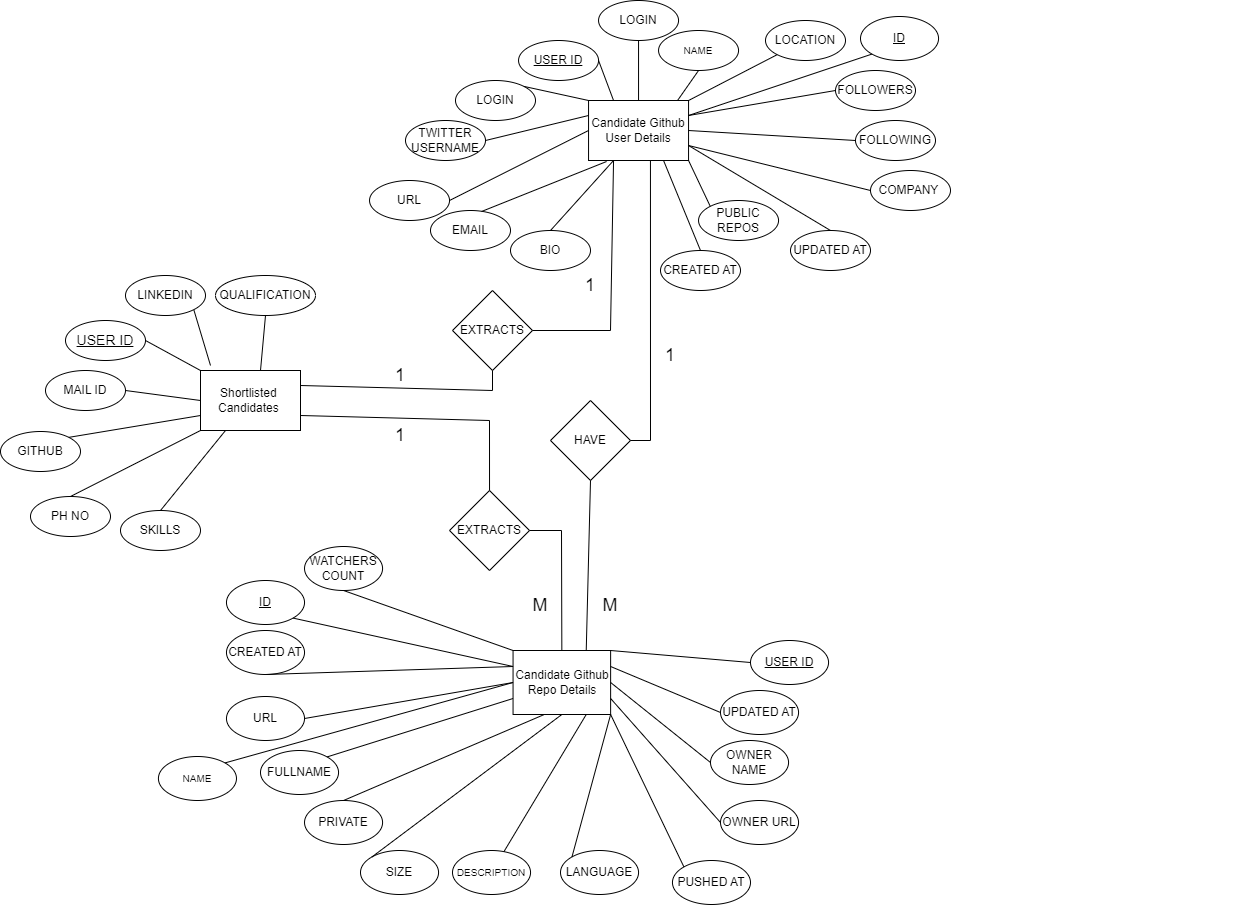 LOGIN
NAME
LOCATION
ID
USER ID
FOLLOWERS
LOGIN
Candidate Github
User Details
TWITTER
USERNAME
FOLLOWING
COMPANY
URL
PUBLIC
REPOS
EMAIL
BIO
UPDATED AT
CREATED AT
1
LINKEDIN
QUALIFICATION
EXTRACTS
USER ID
1
1
MAIL ID
Shortlisted
Candidates
1
HAVE
GITHUB
PH NO
SKILLS
EXTRACTS
WATCHERS
COUNT
ID
M
M
CREATED AT
USER ID
Candidate Github
Repo Details
URL
UPDATED AT
OWNER
NAME
NAME
FULLNAME
PRIVATE
OWNER URL
SIZE
DESCRIPTION
LANGUAGE
PUSHED AT